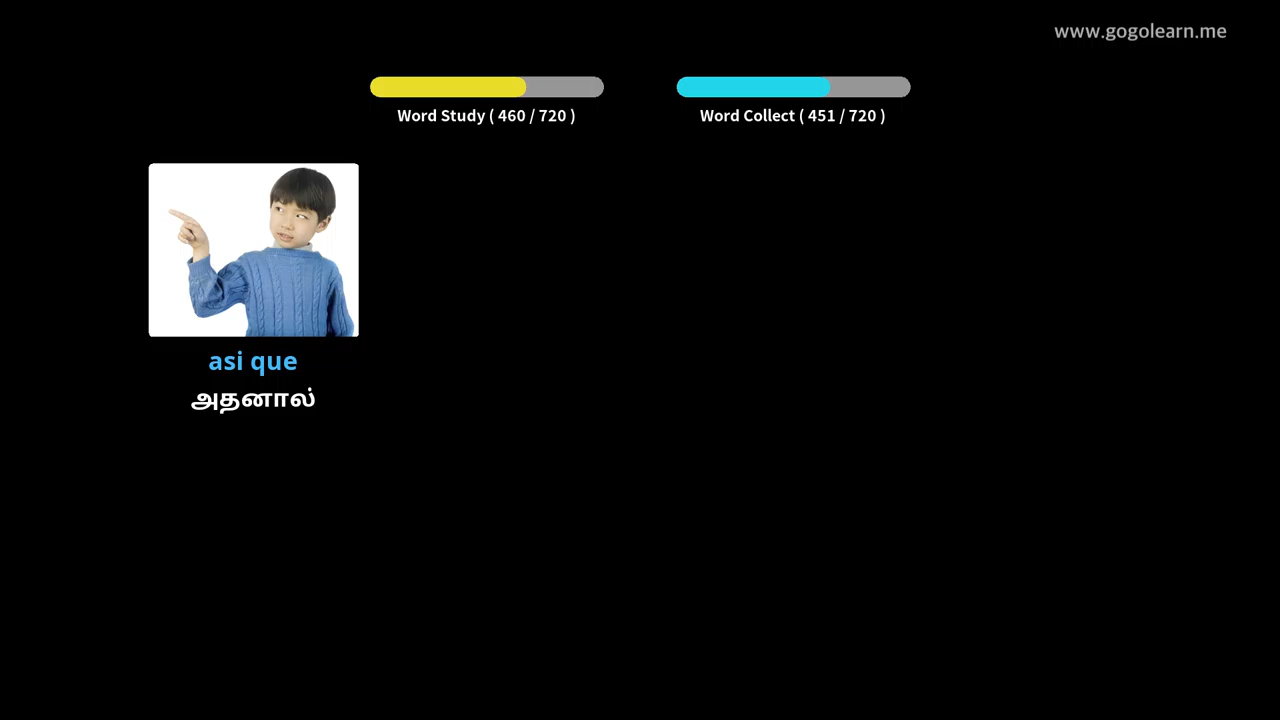 www.gogolearn.me
Word Study ( 460 / 720 )
Word Collect ( 451 / 720 )
asi que
அதனால்